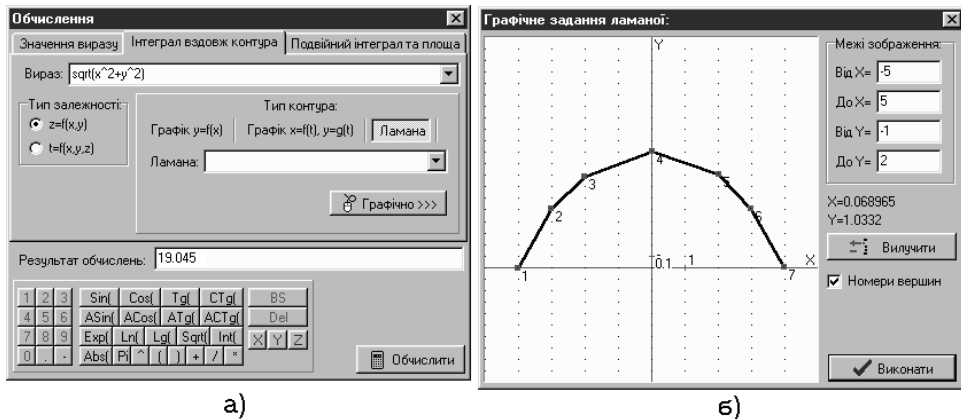 Обчислення
Значення виразу Інтеграл вздовж контура Подвійний інтеграл та площа
Вираз: sqrt(x^2+y^2)
Тип залежності:
z=f(x,y)
t=f(x,y,z)
Тип контура:
Графік y=f(x) Графік x=f(t), y=g(t) Ламана
Ламана:
Графічно >>>
Результат обчислень: 19.045
1 2 3 Sin( Cos( Tg( CTg( BS
4 5 6 ASin( ACos( ATg( ACTg( Del
7 8 9 Exp( Ln( Lg( Sqrt( Int( X Y Z
0 . - Abs( Pi ^ ( ) + / *
Обчислити
а)
Графічне задання ламаної:
Y
4
3
5
2
6
0.1
1
X
.1
.7
Межі зображення:
Від X= -5
До X= 5
Від Y= -1
До Y= 2
X=0.068965
Y=1.0332
Вилучити
Номери вершин
Виконати
б)